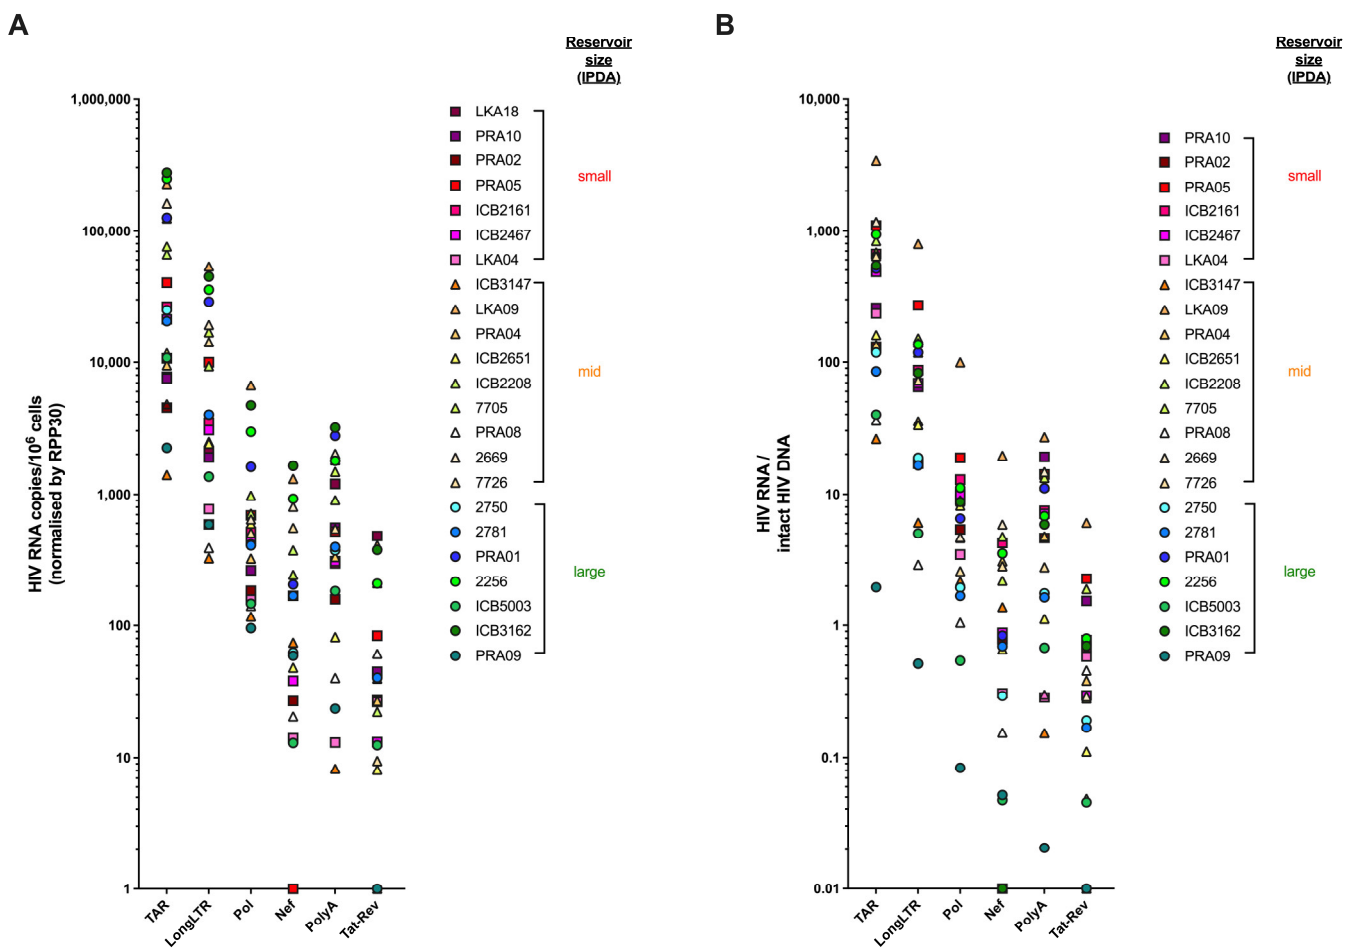 A
B
Reservoir
size
(IPDA)
HIV RNA copies/10⁶ cells
(normalised by RPP30)
1,000,000
100,000
10,000
1,000
100
10
1
TAR
LongLTR
Pol
Nef
PolyA
Tat-Rev
LKA18
PRA10
PRA02
PRA05
ICB2161
ICB2467
LKA04
ICB3147
LKA09
PRA04
ICB2651
ICB2208
7705
PRA08
2669
7726
2750
2781
PRA01
2256
ICB5003
ICB3162
PRA09
small
mid
large
Reservoir
size
(IPDA)
HIV RNA /
intact HIV DNA
10,000
1,000
100
10
1
0.1
0.01
TAR
LongLTR
Pol
Nef
PolyA
Tat-Rev
PRA10
PRA02
PRA05
ICB2161
ICB2467
LKA04
ICB3147
LKA09
PRA04
ICB2651
ICB2208
7705
PRA08
2669
7726
2750
2781
PRA01
2256
ICB5003
ICB3162
PRA09
small
mid
large